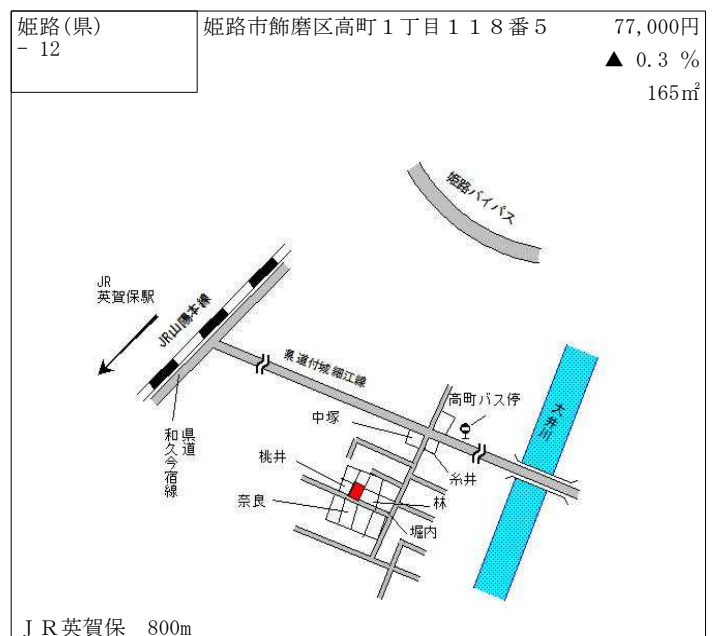 姫路(県)
－ 12
姫路市飾磨区高町１丁目１１８番５
77,000円
▲ 0.3 %
165㎡
姫路バイパス
JR
英賀保駅
JR山陽本線
県道付城細江線
高町バス停
大井川
中塚
県道
和久今宿線
桃井
糸井
奈良
林
堀内
ＪＲ英賀保　800m